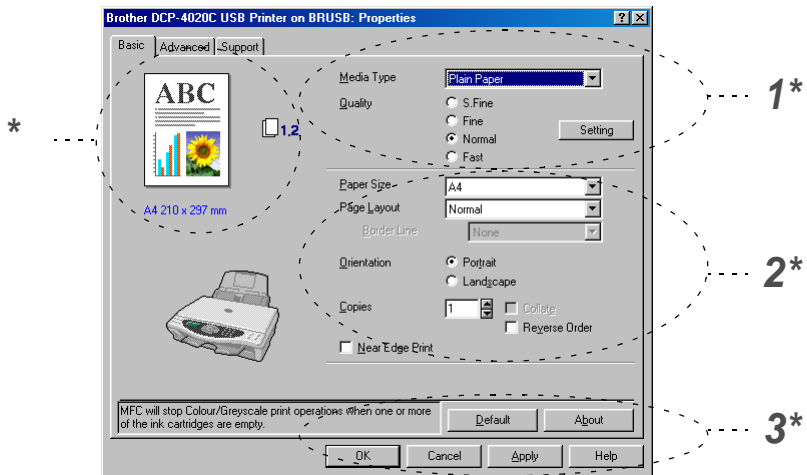 Brother DCP-4020C USB Printer on BRUSB: Properties
Basic Advanced Support
ABC
1,2
A4 210 x 297 mm
*
Media Type Plain Paper
Quality S.Fine
Fine
Normal
Fast
Setting
1*
Paper Size A4
Page Layout Normal
Border Line None
Orientation Portrait
Landscape
Copies 1 Collate
Reverse Order
Near Edge Print
2*
MFC will stop Colour/Greyscale print operations when one or more
of the ink cartridges are empty.
Default About
3*
OK Cancel Apply Help